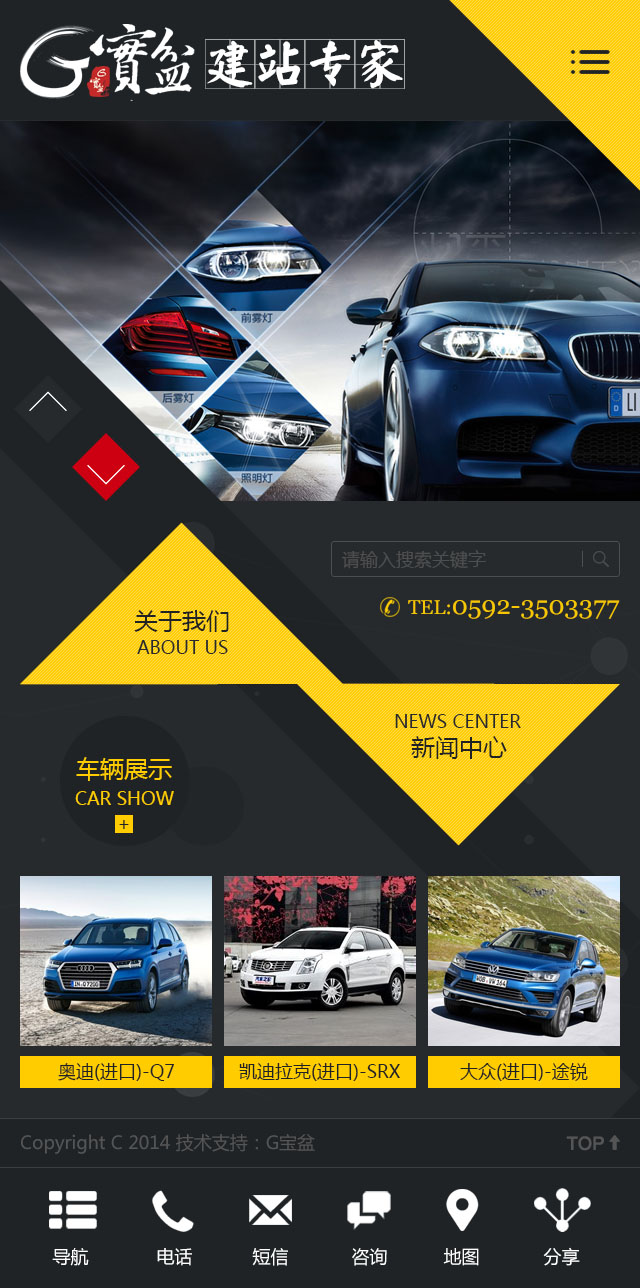 G寶盆 建站专家
前雾灯
后雾灯
照明灯
LI
请输入搜索关键字
TEL:0592-3503377
关于我们
ABOUT US
NEWS CENTER
新闻中心
车辆展示
CAR SHOW
+
奥迪(进口)-Q7
凯迪拉克(进口)-SRX
大众(进口)-途锐
Copyright C 2014 技术支持：G宝盆
TOP
导航
电话
短信
咨询
地图
分享